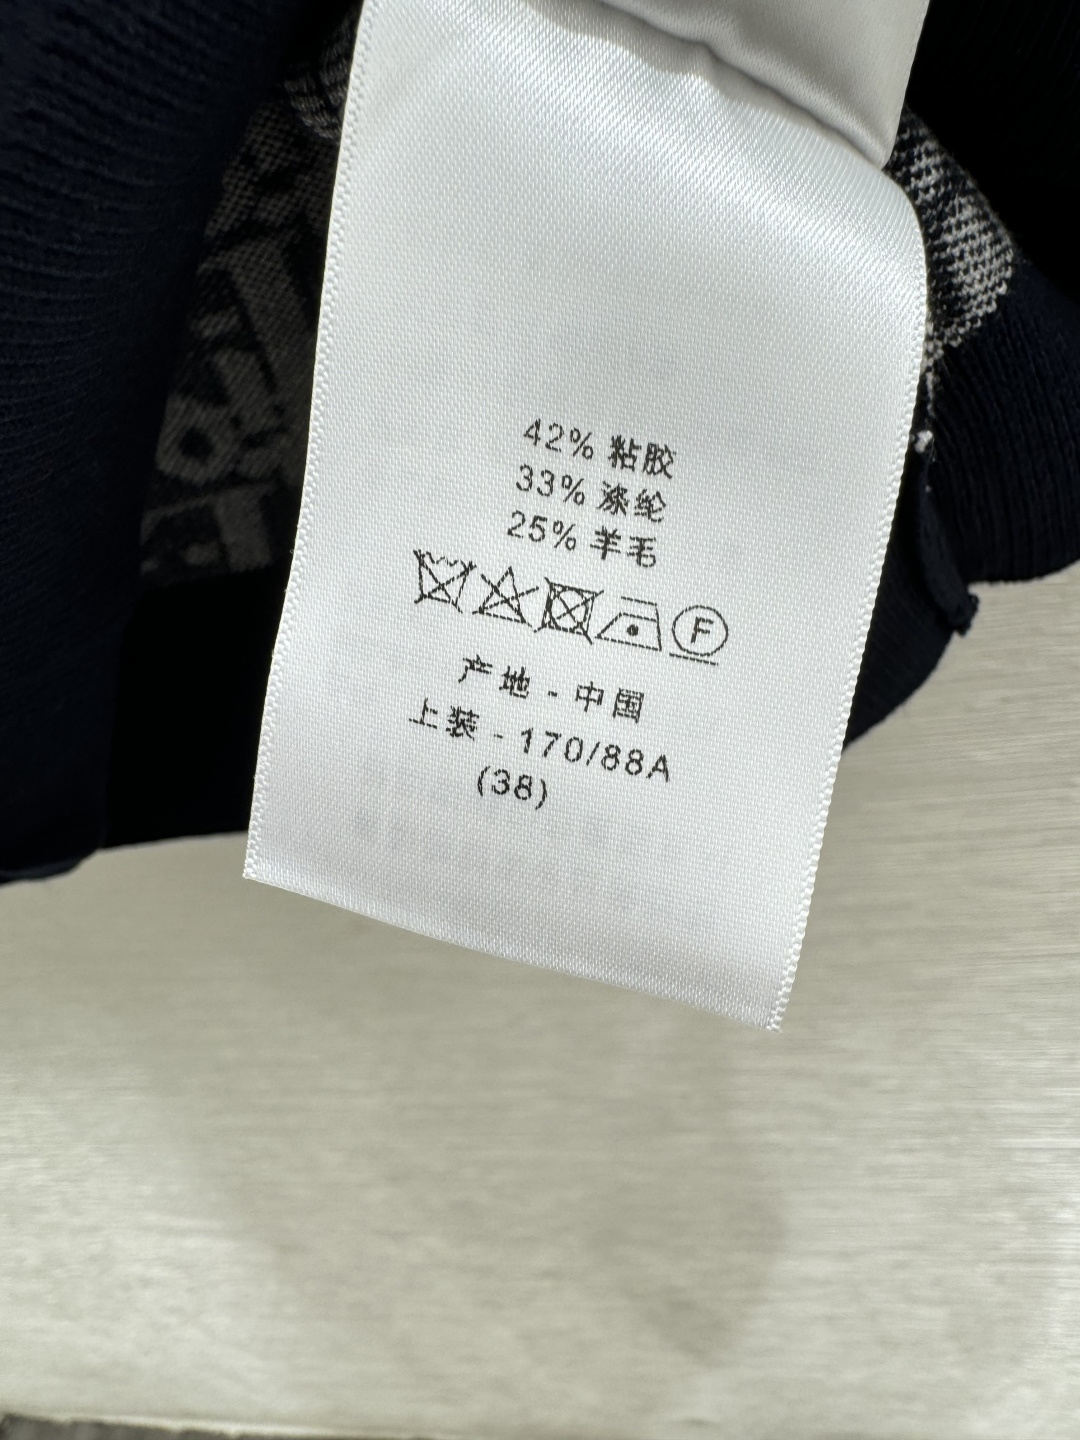 42% 粘胶
33% 涤纶
25% 羊毛
F
产地 - 中国
上装 - 170/88A
(38)